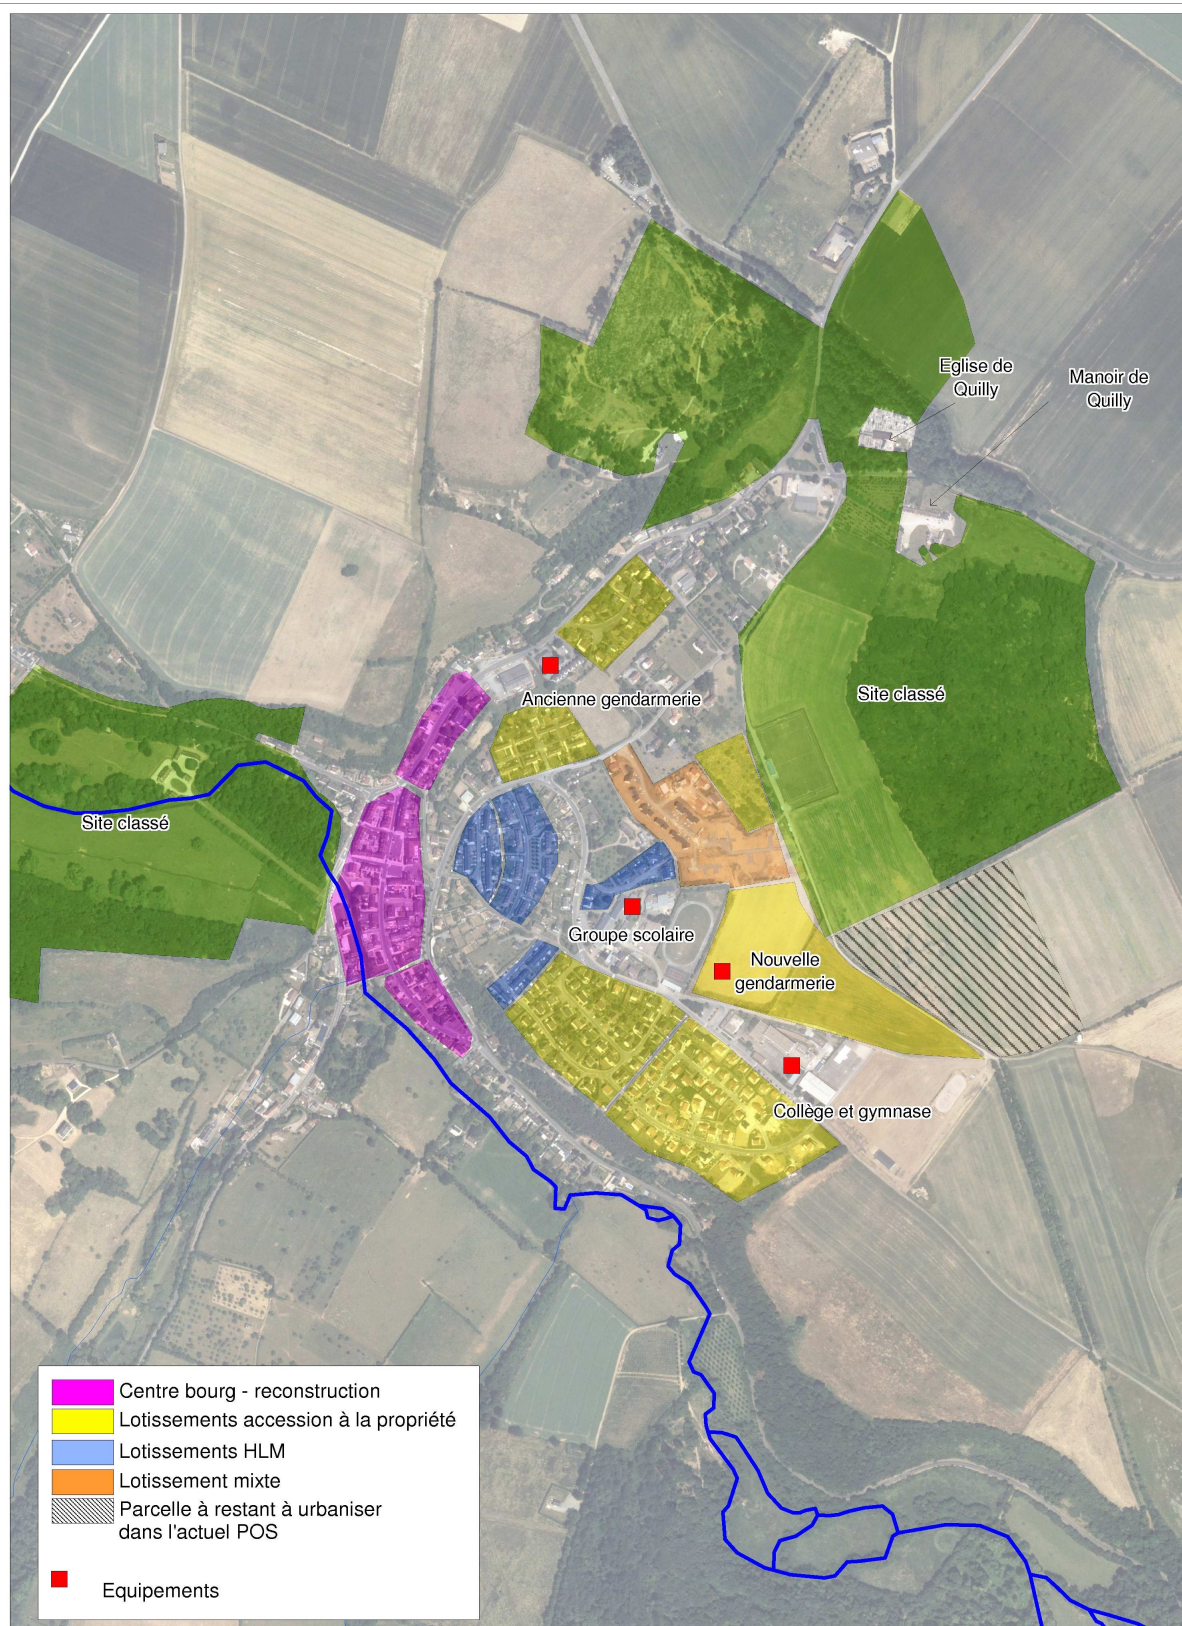 Eglise de
Quilly
Manoir de
Quilly
Site classé
Ancienne gendarmerie
Site classé
Groupe scolaire
Nouvelle
gendarmerie
Collège et gymnase
Centre bourg - reconstruction
Lotissements accession à la propriété
Lotissements HLM
Lotissement mixte
Parcelle à restant à urbaniser
dans l'actuel POS
Equipements